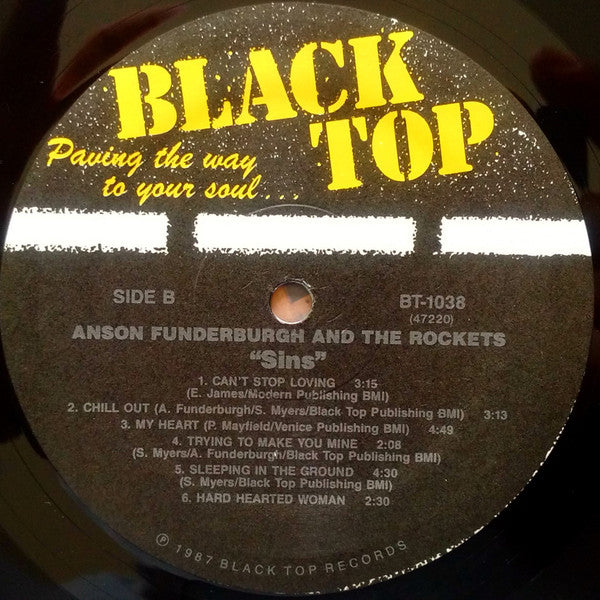 BLACK
TOP
Paving the way
to your soul...
SIDE B
BT-1038
(47220)
ANSON FUNDERBURGH AND THE ROCKETS
"Sins"
1. CAN'T STOP LOVING 3:15
(E. James/Modern Publishing BMI)
2. CHILL OUT (A. Funderburgh/S. Myers/Black Top Publishing BMI) 3:13
3. MY HEART (P. Mayfield/Venice Publishing BMI) 4:49
4. TRYING TO MAKE YOU MINE 2:08
(S. Myers/A. Funderburgh/Black Top Publishing BMI)
5. SLEEPING IN THE GROUND 4:30
(S. Myers/Black Top Publishing BMI)
6. HARD HEARTED WOMAN 2:30
℗ 1987 BLACK TOP RECORDS